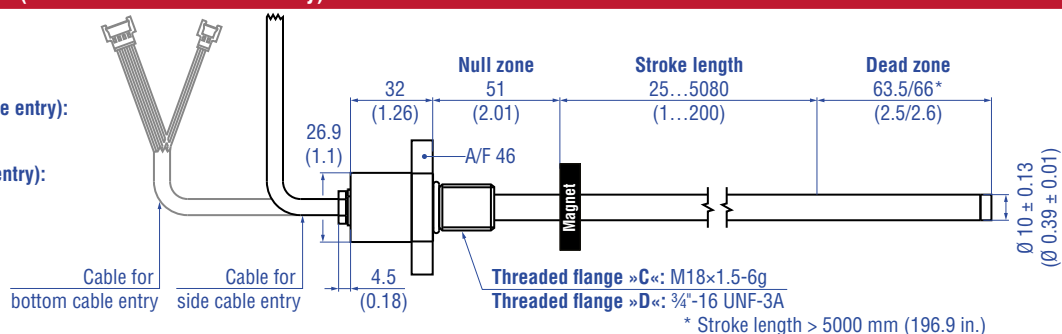 e entry):
entry):
Null zone
Stroke length
Dead zone
32
(1.26)
51
(2.01)
25…5080
(1…200)
63.5/66*
(2.5/2.6)
26.9
(1.1)
A/F 46
Magnet
Ø 10 ± 0.13
(Ø 0.39 ± 0.01)
Cable for
bottom cable entry
Cable for
side cable entry
4.5
(0.18)
Threaded flange »C«: M18×1.5-6g
Threaded flange »D«: ¾"-16 UNF-3A
* Stroke length > 5000 mm (196.9 in.)